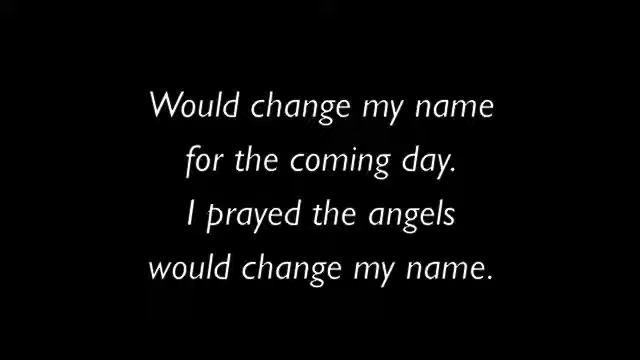 Would change my name
for the coming day.
I prayed the angels
would change my name.